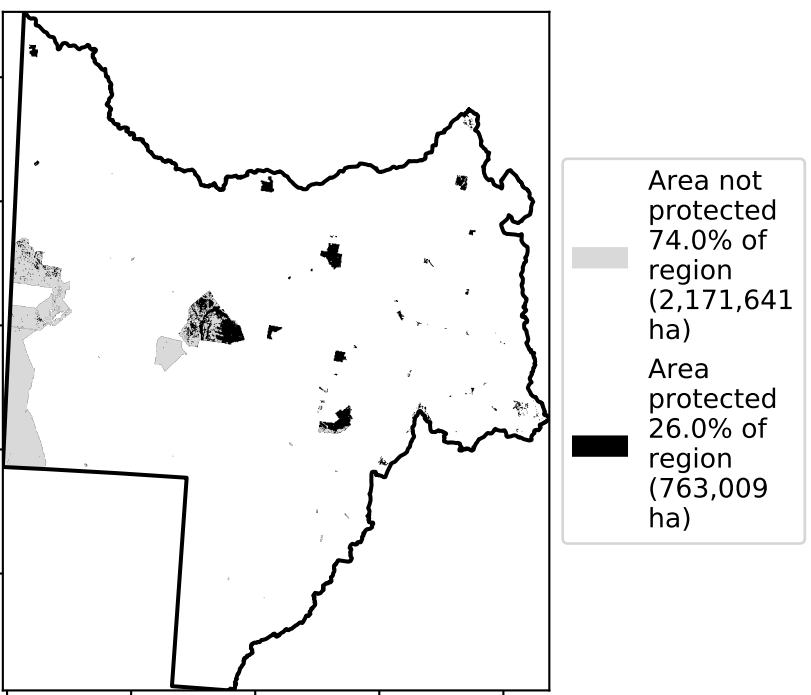 Area not
protected
74.0% of
region
(2,171,641
ha)
Area
protected
26.0% of
region
(763,009
ha)